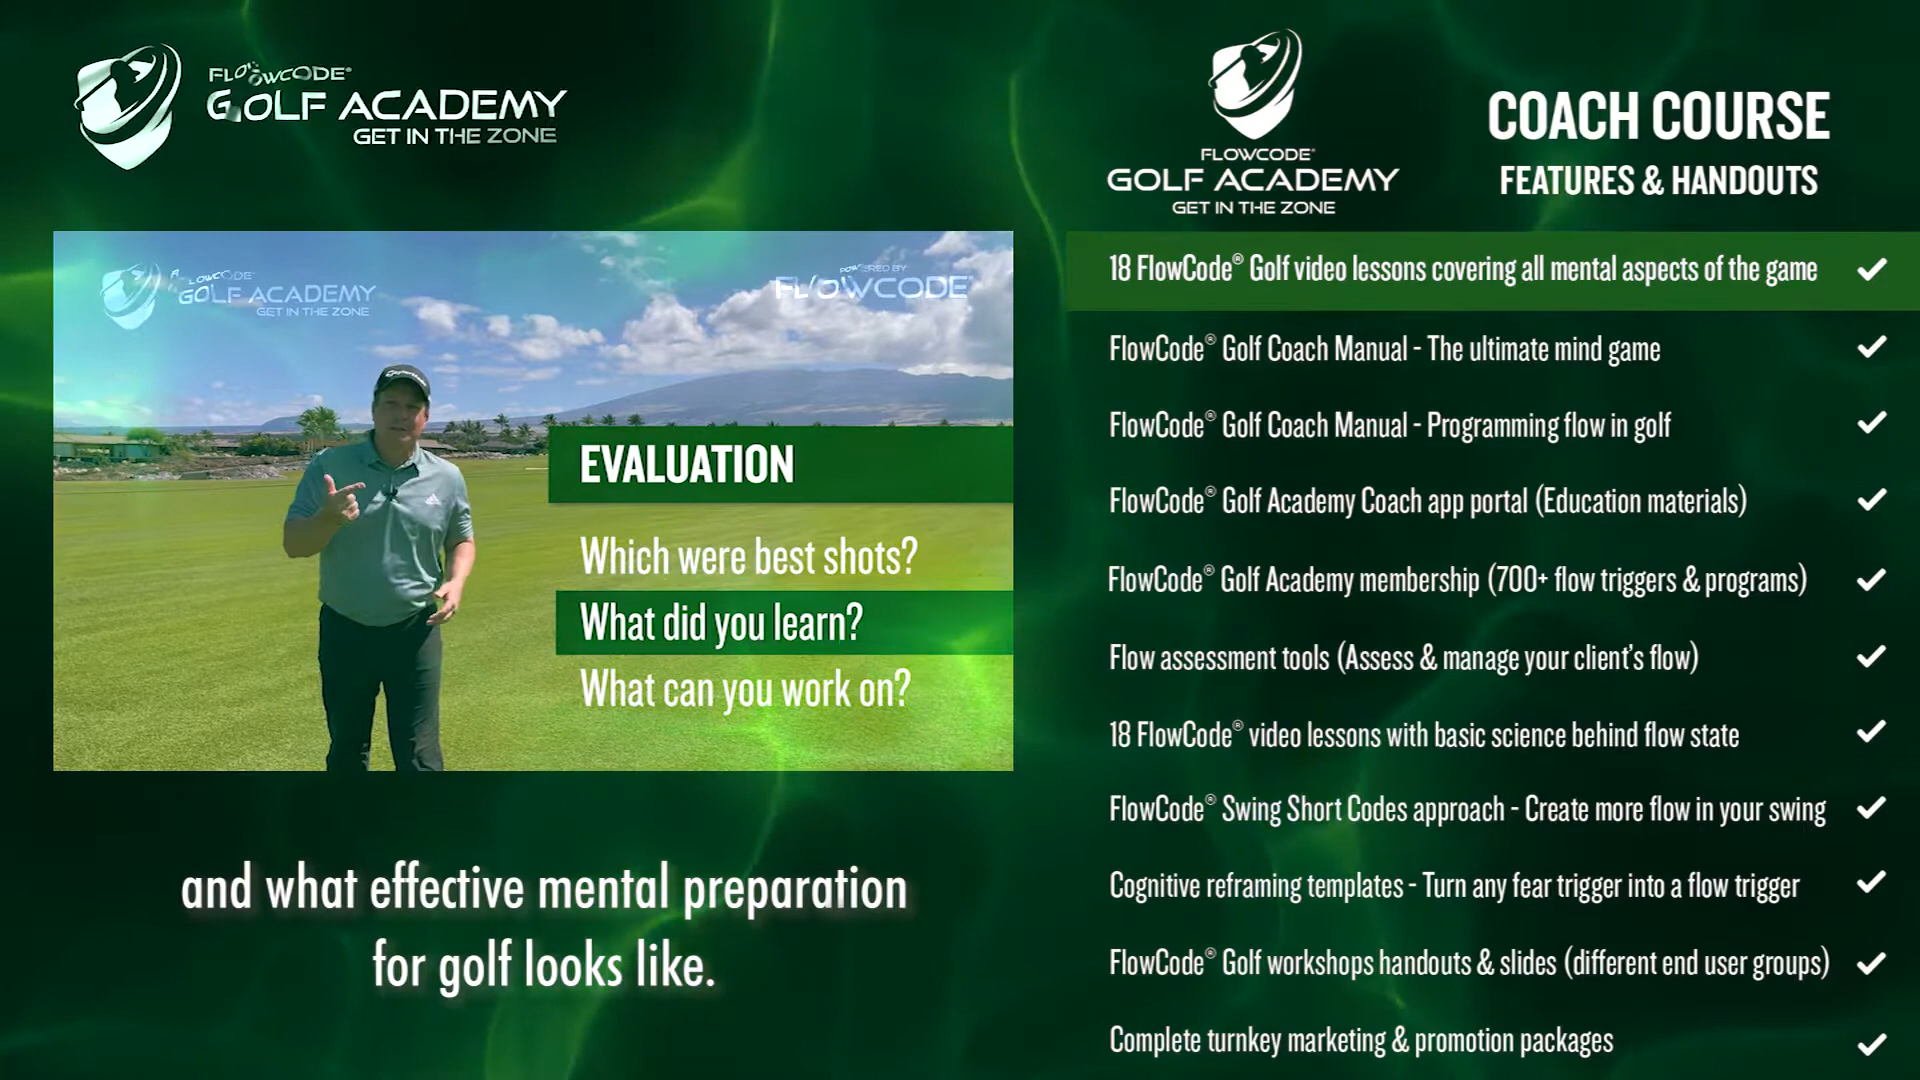 FLOWCODE®
GOLF ACADEMY
GET IN THE ZONE
FLOWCODE®
GOLF ACADEMY
GET IN THE ZONE
COACH COURSE
FEATURES & HANDOUTS
FLOWCODE
GOLF ACADEMY
GET IN THE ZONE
POWERED BY
FLOWCODE
EVALUATION
Which were best shots?
What did you learn?
What can you work on?
and what effective mental preparation
for golf looks like.
18 FlowCode® Golf video lessons covering all mental aspects of the game
FlowCode® Golf Coach Manual - The ultimate mind game
FlowCode® Golf Coach Manual - Programming flow in golf
FlowCode® Golf Academy Coach app portal (Education materials)
FlowCode® Golf Academy membership (700+ flow triggers & programs)
Flow assessment tools (Assess & manage your client's flow)
18 FlowCode® video lessons with basic science behind flow state
FlowCode® Swing Short Codes approach - Create more flow in your swing
Cognitive reframing templates - Turn any fear trigger into a flow trigger
FlowCode® Golf workshops handouts & slides (different end user groups)
Complete turnkey marketing & promotion packages